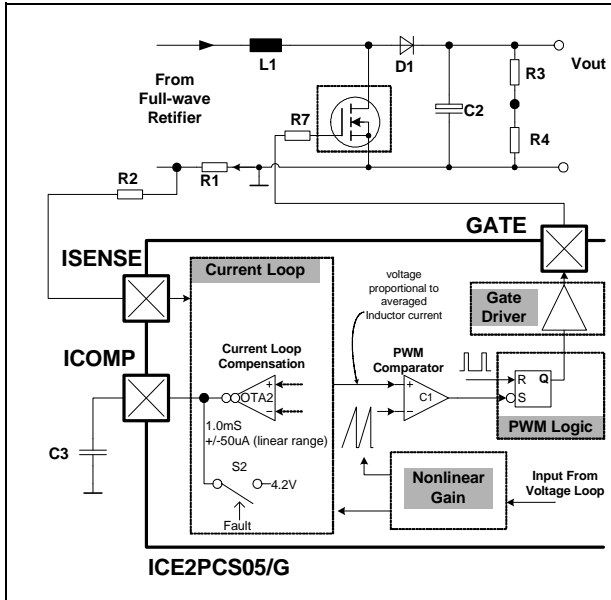 L1
D1
From
Full-wave
Retifier
R7
C2
R3
Vout
R4
R2
R1
GATE
ISENSE
Current Loop
voltage
proportional to
averaged
Inductor current
Gate
Driver
ICOMP
Current Loop
Compensation
+
OTA2
−
1.0mS
+/-50uA (linear range)
PWM
Comparator
+
C1
−
R
Q
S
PWM Logic
C3
S2
4.2V
Fault
Nonlinear
Gain
Input From
Voltage Loop
ICE2PCS05/G